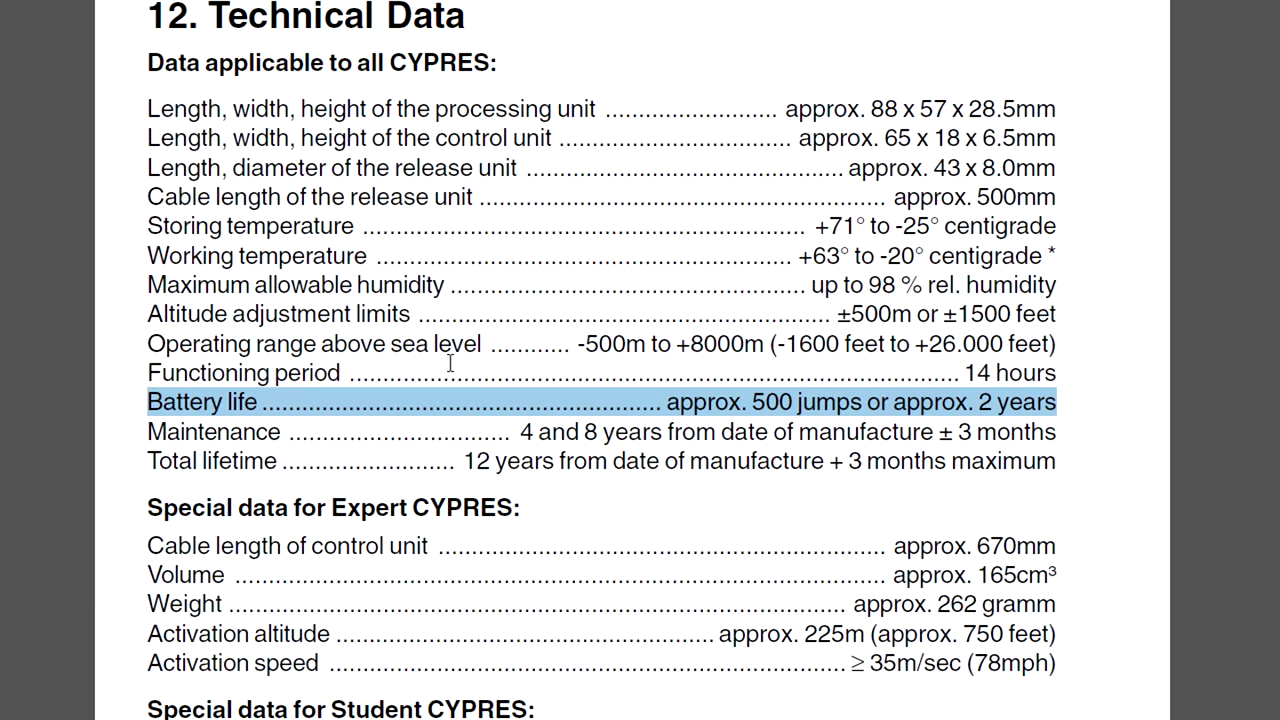 12. Technical Data
Data applicable to all CYPRES:
Length, width, height of the processing unit .......................... approx. 88 x 57 x 28.5mm
Length, width, height of the control unit ................................... approx. 65 x 18 x 6.5mm
Length, diameter of the release unit ............................................... approx. 43 x 8.0mm
Cable length of the release unit ............................................................. approx. 500mm
Storing temperature .................................................................. +71° to -25° centigrade
Working temperature .............................................................. +63° to -20° centigrade *
Maximum allowable humidity ..................................................... up to 98 % rel. humidity
Altitude adjustment limits .............................................................. ±500m or ±1500 feet
Operating range above sea level ............ -500m to +8000m (-1600 feet to +26.000 feet)
Functioning period ........................................................................................... 14 hours
Battery life ............................................................ approx. 500 jumps or approx. 2 years
Maintenance ................................. 4 and 8 years from date of manufacture ± 3 months
Total lifetime .......................... 12 years from date of manufacture + 3 months maximum
Special data for Expert CYPRES:
Cable length of control unit ................................................................... approx. 670mm
Volume ................................................................................................. approx. 165cm³
Weight ............................................................................................ approx. 262 gramm
Activation altitude ......................................................... approx. 225m (approx. 750 feet)
Activation speed .............................................................................. ≥ 35m/sec (78mph)
Special data for Student CYPRES: